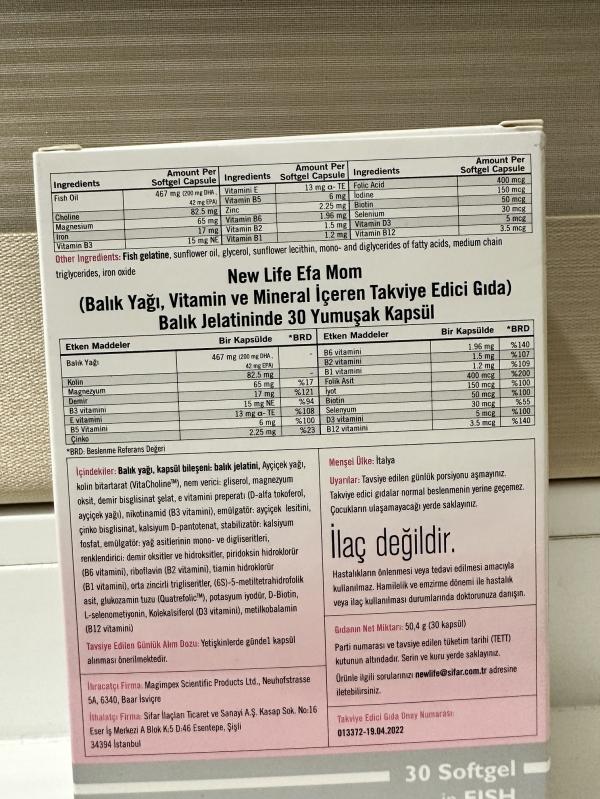 Ingredients Amount Per Softgel Capsule Ingredients Amount Per Softgel Capsule Ingredients Amount Per Softgel Capsule
Fish Oil 467 mg (200 mg DHA, 42 mg EPA) Vitamini E 13 mg α- TE Folic Acid 400 mcg
Choline 82.5 mg Vitamin B5 6 mg Iodine 150 mcg
Magnesium 65 mg Zinc 2.25 mg Biotin 50 mcg
Iron 17 mg Vitamin B6 1.96 mg Selenium 30 mcg
Vitamin B3 15 mg NE Vitamin B2 1.5 mg Vitamin D3 5 mcg
Vitamin B1 1.2 mg Vitamin B12 3.5 mcg
Other Ingredients: Fish gelatine, sunflower oil, glycerol, sunflower lecithin, mono- and diglycerides of fatty acids, medium chain
triglycerides, iron oxide
New Life Efa Mom
(Balık Yağı, Vitamin ve Mineral İçeren Takviye Edici Gıda)
Balık Jelatininde 30 Yumuşak Kapsül
Etken Maddeler Bir Kapsülde *BRD Etken Maddeler Bir Kapsülde *BRD
Balık Yağı 467 mg (200 mg DHA, 42 mg EPA) - B6 vitamini 1.96 mg %140
Kolin 82.5 mg - B2 vitamini 1.5 mg %107
Magnezyum 65 mg %17 B1 vitamini 1.2 mg %109
Demir 17 mg %121 Folik Asit 400 mcg %200
B3 vitamini 15 mg NE %94 İyot 150 mcg %100
E vitamini 13 mg α- TE %108 Biotin 50 mcg %100
B5 Vitamini 6 mg %100 Selenyum 30 mcg %55
Çinko 2.25 mg %23 D3 vitamini 5 mcg %100
B12 vitamini 3.5 mcg %140
*BRD: Beslenme Referans Değeri
İçindekiler: Balık yağı, kapsül bileşeni: balık jelatini, Ayçiçek yağı,
kolin bitartarat (VitaCholine™), nem verici: gliserol, magnezyum
oksit, demir bisglisinat şelat, e vitamini preperatı (D-alfa tokoferol,
ayçiçek yağı), nikotinamid (B3 vitamini), emülgatör: ayçiçek lesitini,
çinko bisglisinat, kalsiyum D-pantotenat, stabilizatör: kalsiyum
fosfat, emülgatör: yağ asitlerinin mono- ve digliseritleri,
renklendirici: demir oksitler ve hidroksitler, piridoksin hidroklorür
(B6 vitamini), riboflavin (B2 vitamini), tiamin hidroklorür
(B1 vitamini), orta zincirli trigliseritler, (6S)-5-metiltetrahidrofolik
asit, glukozamin tuzu (Quatrefolic™), potasyum iyodür, D-Biotin,
L-selenometiyonin, Kolekalsiferol (D3 vitamini), metilkobalamin
(B12 vitamini)
Tavsiye Edilen Günlük Alım Dozu: Yetişkinlerde günde1 kapsül
alınması önerilmektedir.
İhracatçı Firma: Magimpex Scientific Products Ltd., Neuhofstrasse
5A, 6340, Baar İsviçre
İthalatçı Firma: Sifar İlaçları Ticaret ve Sanayi A.Ş. Kasap Sok. No:16
Eser İş Merkezi A Blok K:5 D:46 Esentepe, Şişli
34394 İstanbul
Menşei Ülke: İtalya
Uyarılar: Tavsiye edilen günlük porsiyonu aşmayınız.
Takviye edici gıdalar normal beslenmenin yerine geçemez.
Çocukların ulaşamayacağı yerde saklayınız.
İlaç değildir.
Hastalıkların önlenmesi veya tedavi edilmesi amacıyla
kullanılmaz. Hamilelik ve emzirme dönemi ile hastalık
veya ilaç kullanılması durumlarında doktorunuza danışın.
Gıdanın Net Miktarı: 50,4 g (30 kapsül)
Parti numarası ve tavsiye edilen tüketim tarihi (TETT)
kutunun altındadır. Serin ve kuru yerde saklayınız.
Ürünle ilgili sorularınızı newlife@sifar.com.tr adresine
iletebilirsiniz.
Takviye Edici Gıda Onay Numarası:
013372-19.04.2022
30 Softgel
in FISH